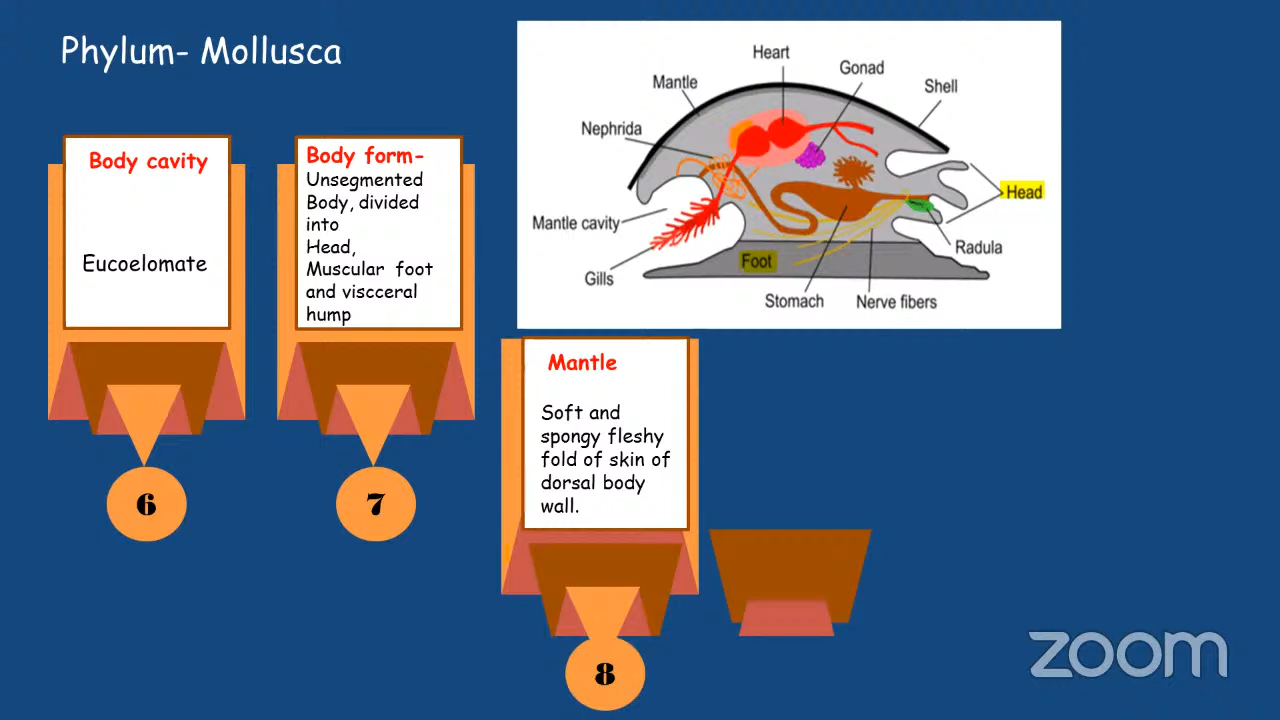 Phylum- Mollusca
Body cavity
Eucoelomate
6
Body form-
Unsegmented
Body, divided
into
Head,
Muscular foot
and viscceral
hump
7
Heart
Gonad
Mantle
Shell
Nephrida
Head
Mantle cavity
Radula
Foot
Gills
Stomach
Nerve fibers
Mantle
Soft and
spongy fleshy
fold of skin of
dorsal body
wall.
8
zoom